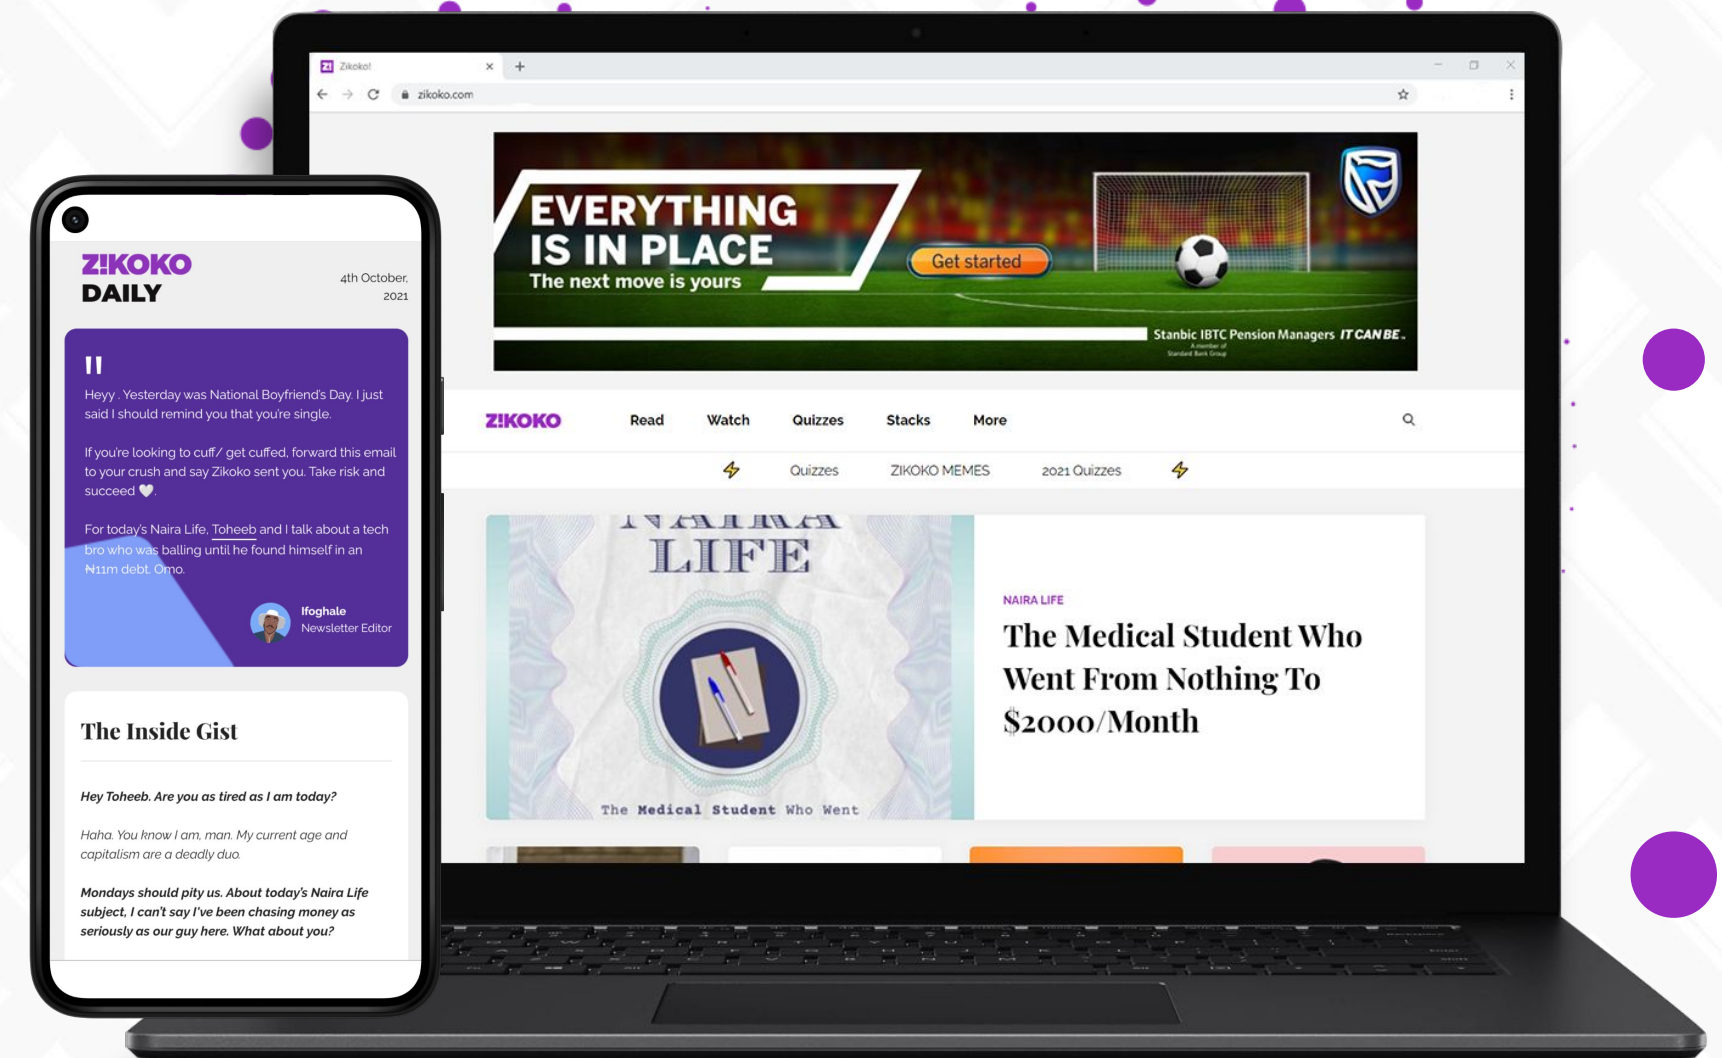 Zikoko!
zikoko.com
EVERYTHING
IS IN PLACE
The next move is yours
Get started
Stanbic IBTC Pension Managers IT CAN BE™
A member of
Standard Bank Group
Z!KOKO
Read Watch Quizzes Stacks More
Quizzes ZIKOKO MEMES 2021 Quizzes
NAIRA
LIFE
The Medical Student Who Went
NAIRA LIFE
The Medical Student Who
Went From Nothing To
$2000/Month
Z!KOKO
DAILY
4th October,
2021
"
Heyy . Yesterday was National Boyfriend's Day. I just
said I should remind you that you're single.
If you're looking to cuff/ get cuffed, forward this email
to your crush and say Zikoko sent you. Take risk and
succeed 🤍.
For today's Naira Life, Toheeb and I talk about a tech
bro who was balling until he found himself in an
₦11m debt. Omo.
Ifoghale
Newsletter Editor
The Inside Gist
Hey Toheeb. Are you as tired as I am today?
Haha. You know I am, man. My current age and
capitalism are a deadly duo.
Mondays should pity us. About today's Naira Life
subject, I can't say I've been chasing money as
seriously as our guy here. What about you?